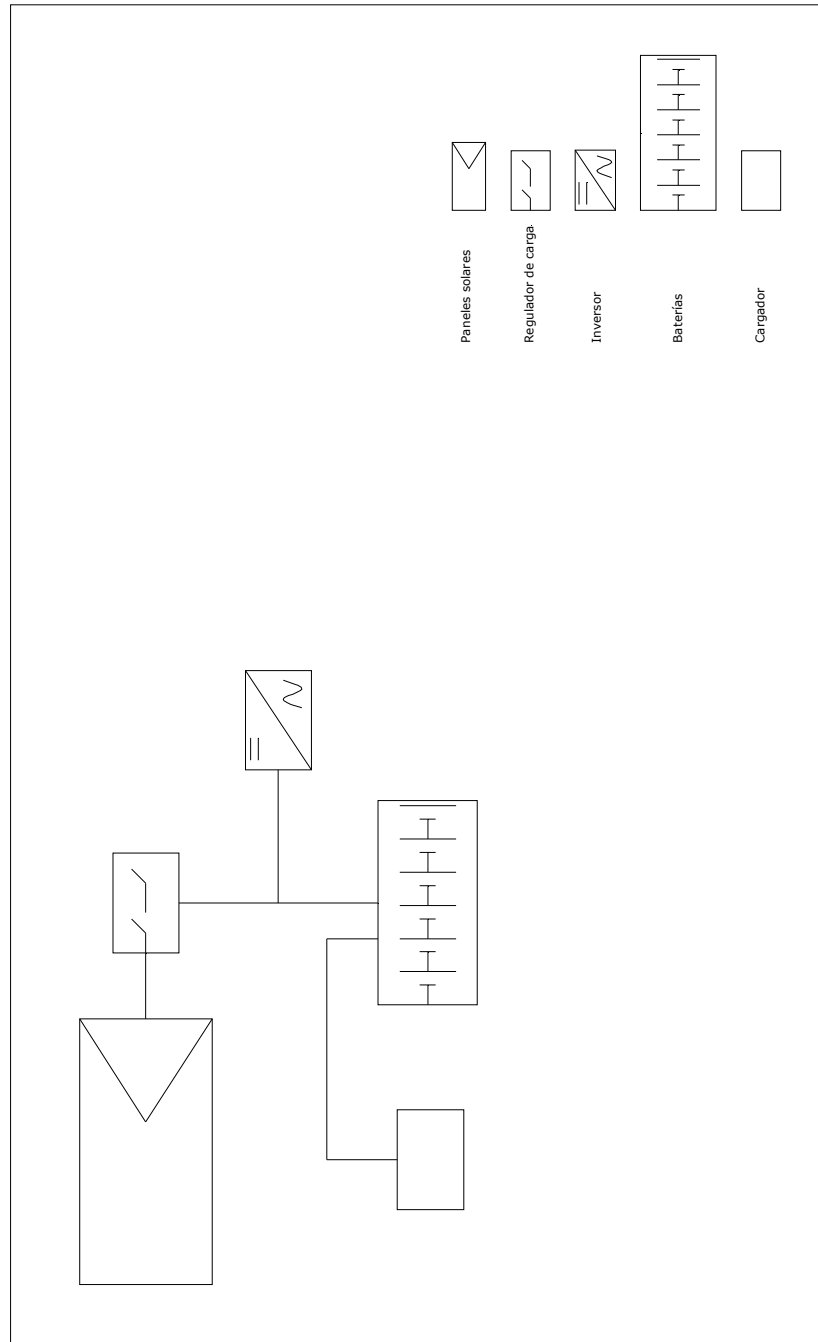 Paneles solares
Regulador de carga
Inversor
Baterías
Cargador